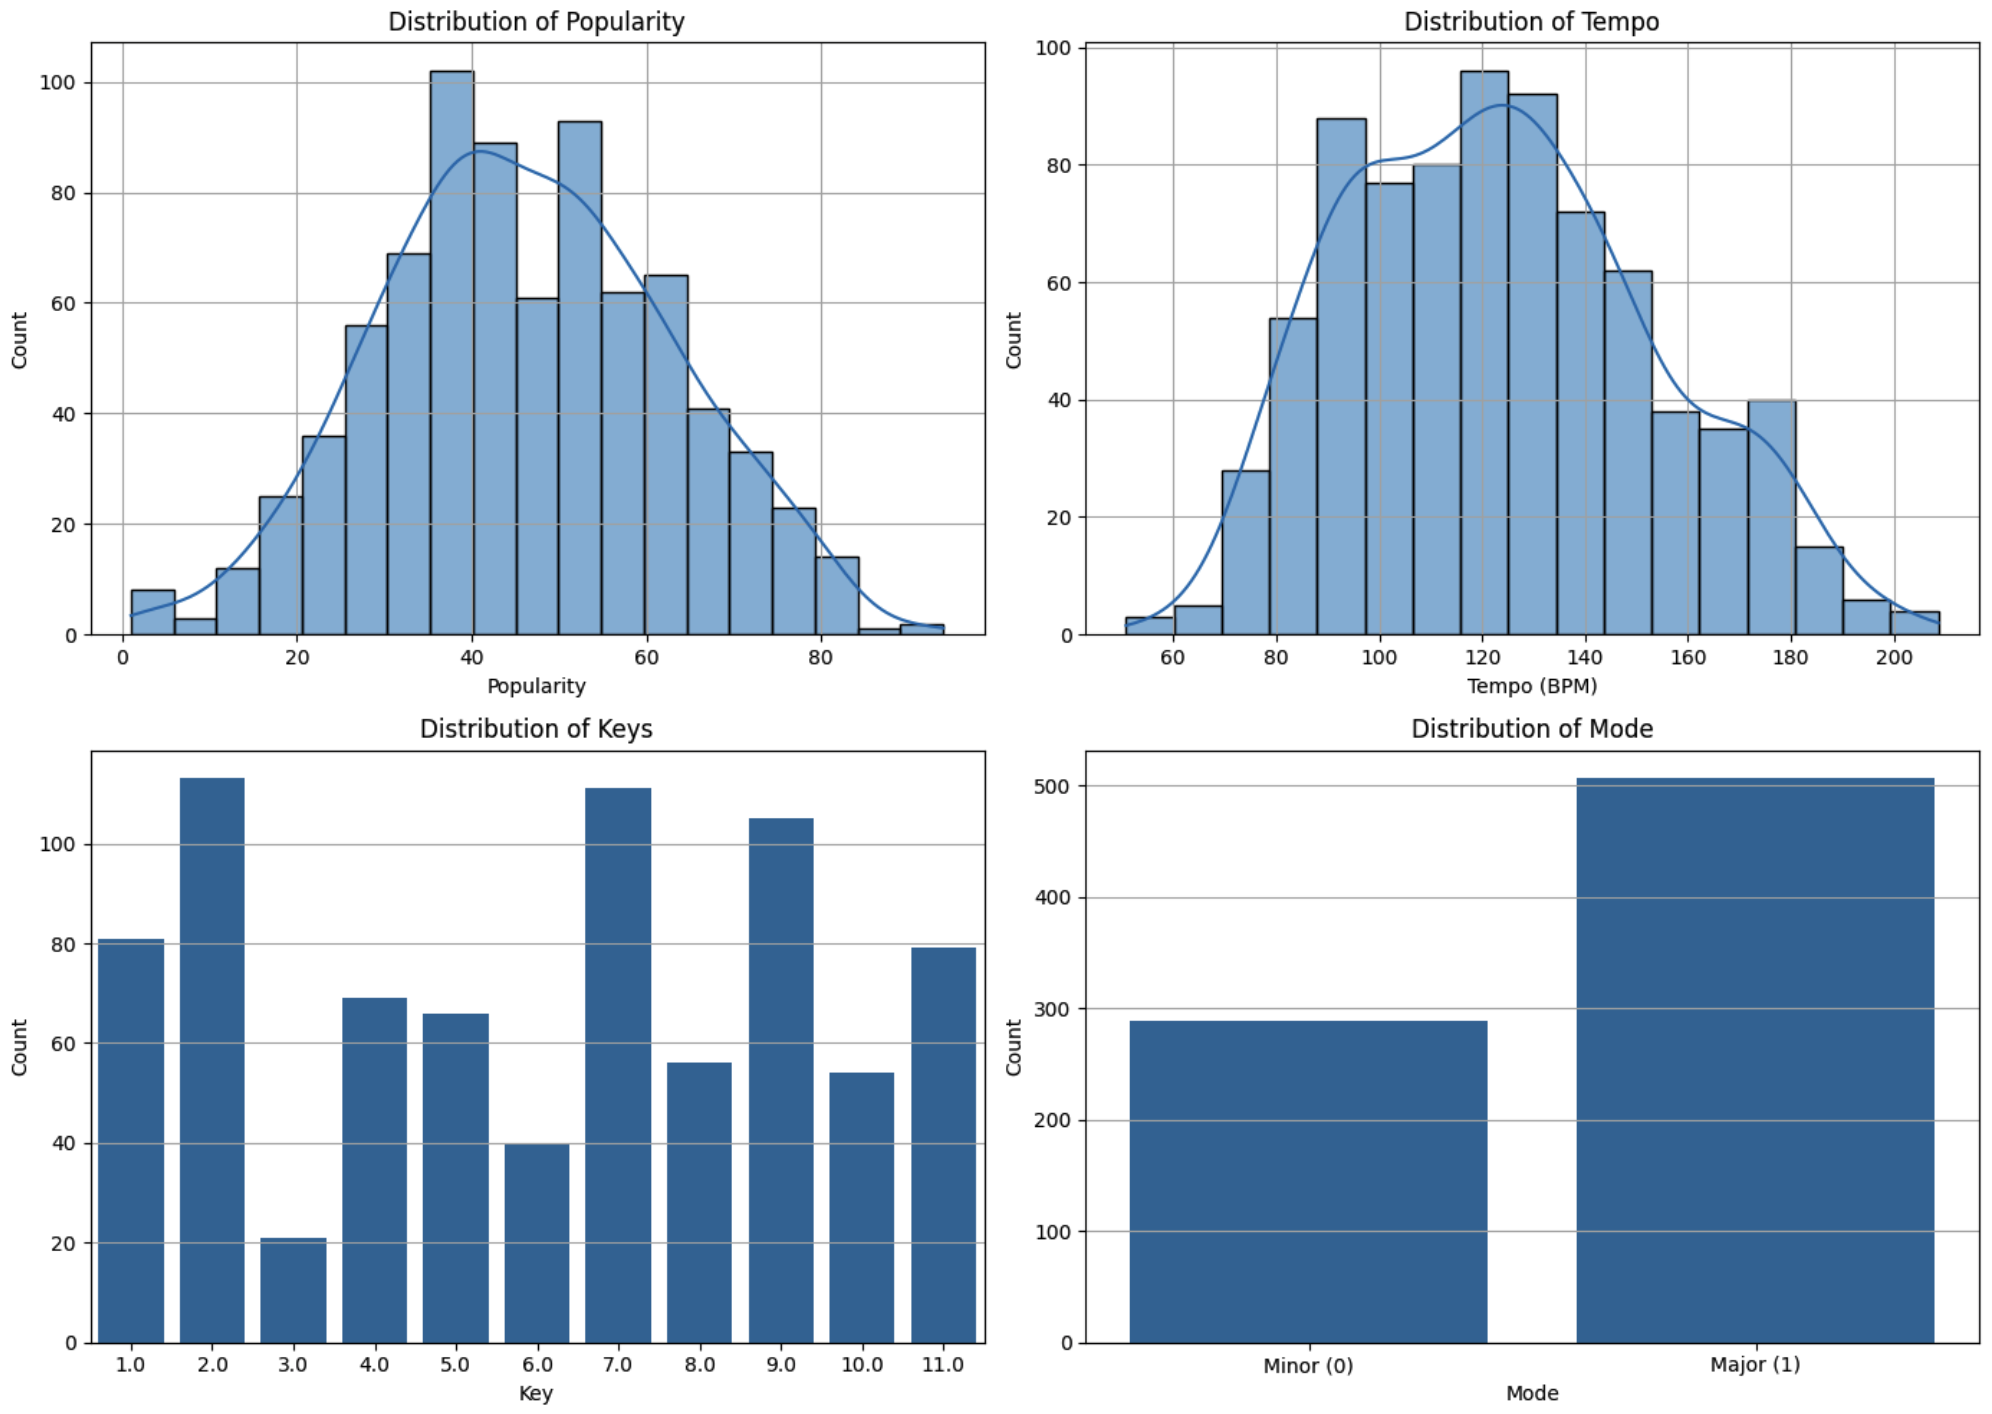 Distribution of Popularity
Count
100
80
60
40
20
0
0 20 40 60 80
Popularity
Distribution of Tempo
Count
100
80
60
40
20
0
60 80 100 120 140 160 180 200
Tempo (BPM)
Distribution of Keys
Count
100
80
60
40
20
0
1.0 2.0 3.0 4.0 5.0 6.0 7.0 8.0 9.0 10.0 11.0
Key
Distribution of Mode
Count
500
400
300
200
100
0
Minor (0) Major (1)
Mode